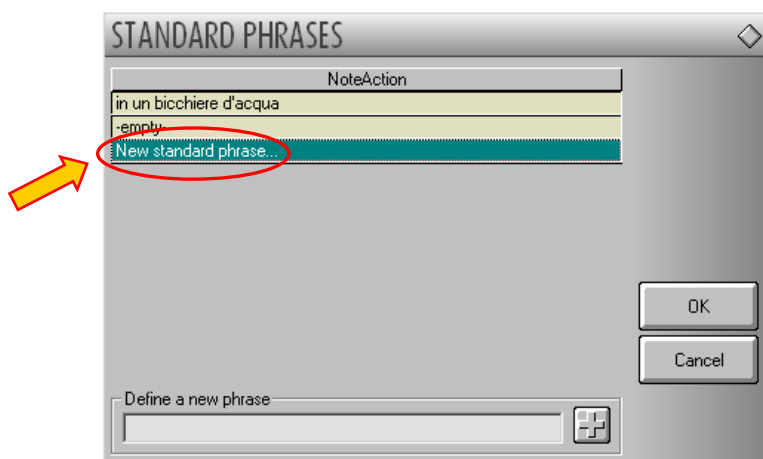 STANDARD PHRASES
NoteAction
in un bicchiere d'acqua
-empty-
New standard phrase...
OK
Cancel
Define a new phrase